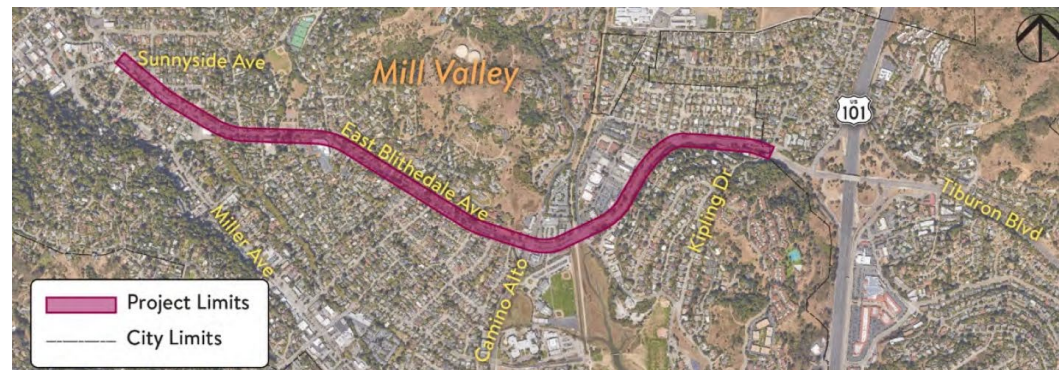 Sunnyside Ave
Mill Valley
East Blithedale Ave
US
101
Miller Ave
Camino Alto
Kipling Dr
Tiburon Blvd
Project Limits
City Limits